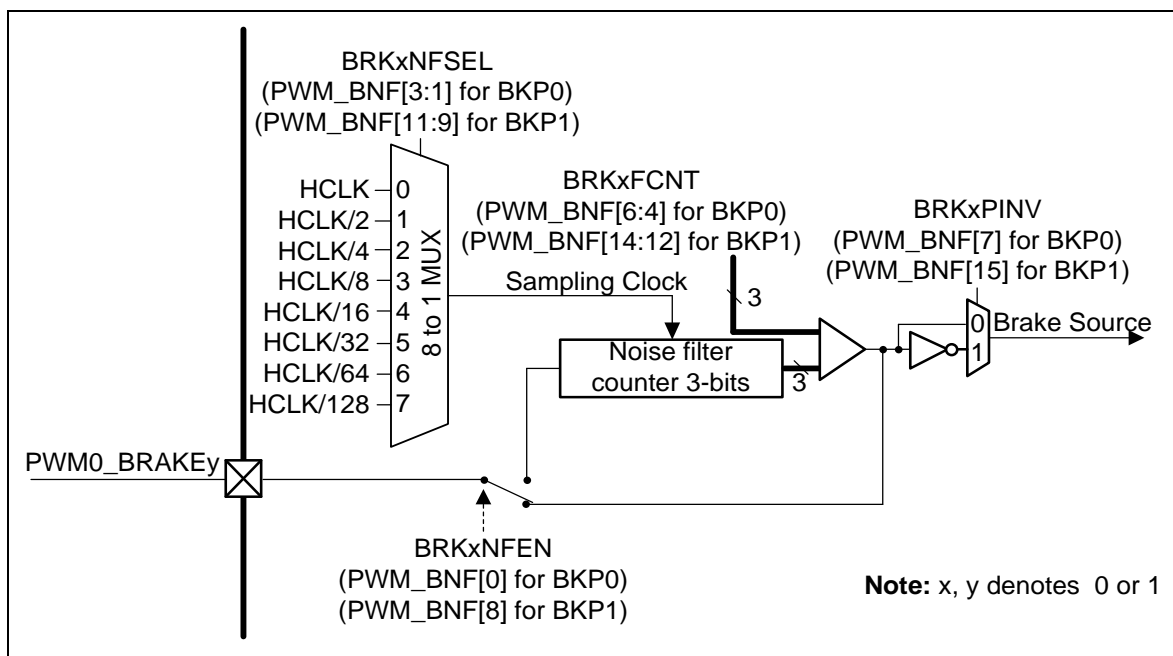 BRKxNFSEL
(PWM_BNF[3:1] for BKP0)
(PWM_BNF[11:9] for BKP1)
HCLK 0
HCLK/2 1
HCLK/4 2
HCLK/8 3
HCLK/16 4
HCLK/32 5
HCLK/64 6
HCLK/128 7
8 to 1 MUX
BRKxFCNT
(PWM_BNF[6:4] for BKP0)
(PWM_BNF[14:12] for BKP1)
BRKxPINV
(PWM_BNF[7] for BKP0)
(PWM_BNF[15] for BKP1)
Sampling Clock
3
Noise filter
counter 3-bits
3
0
1
Brake Source
PWM0_BRAKEy
BRKxNFEN
(PWM_BNF[0] for BKP0)
(PWM_BNF[8] for BKP1)
Note: x, y denotes 0 or 1